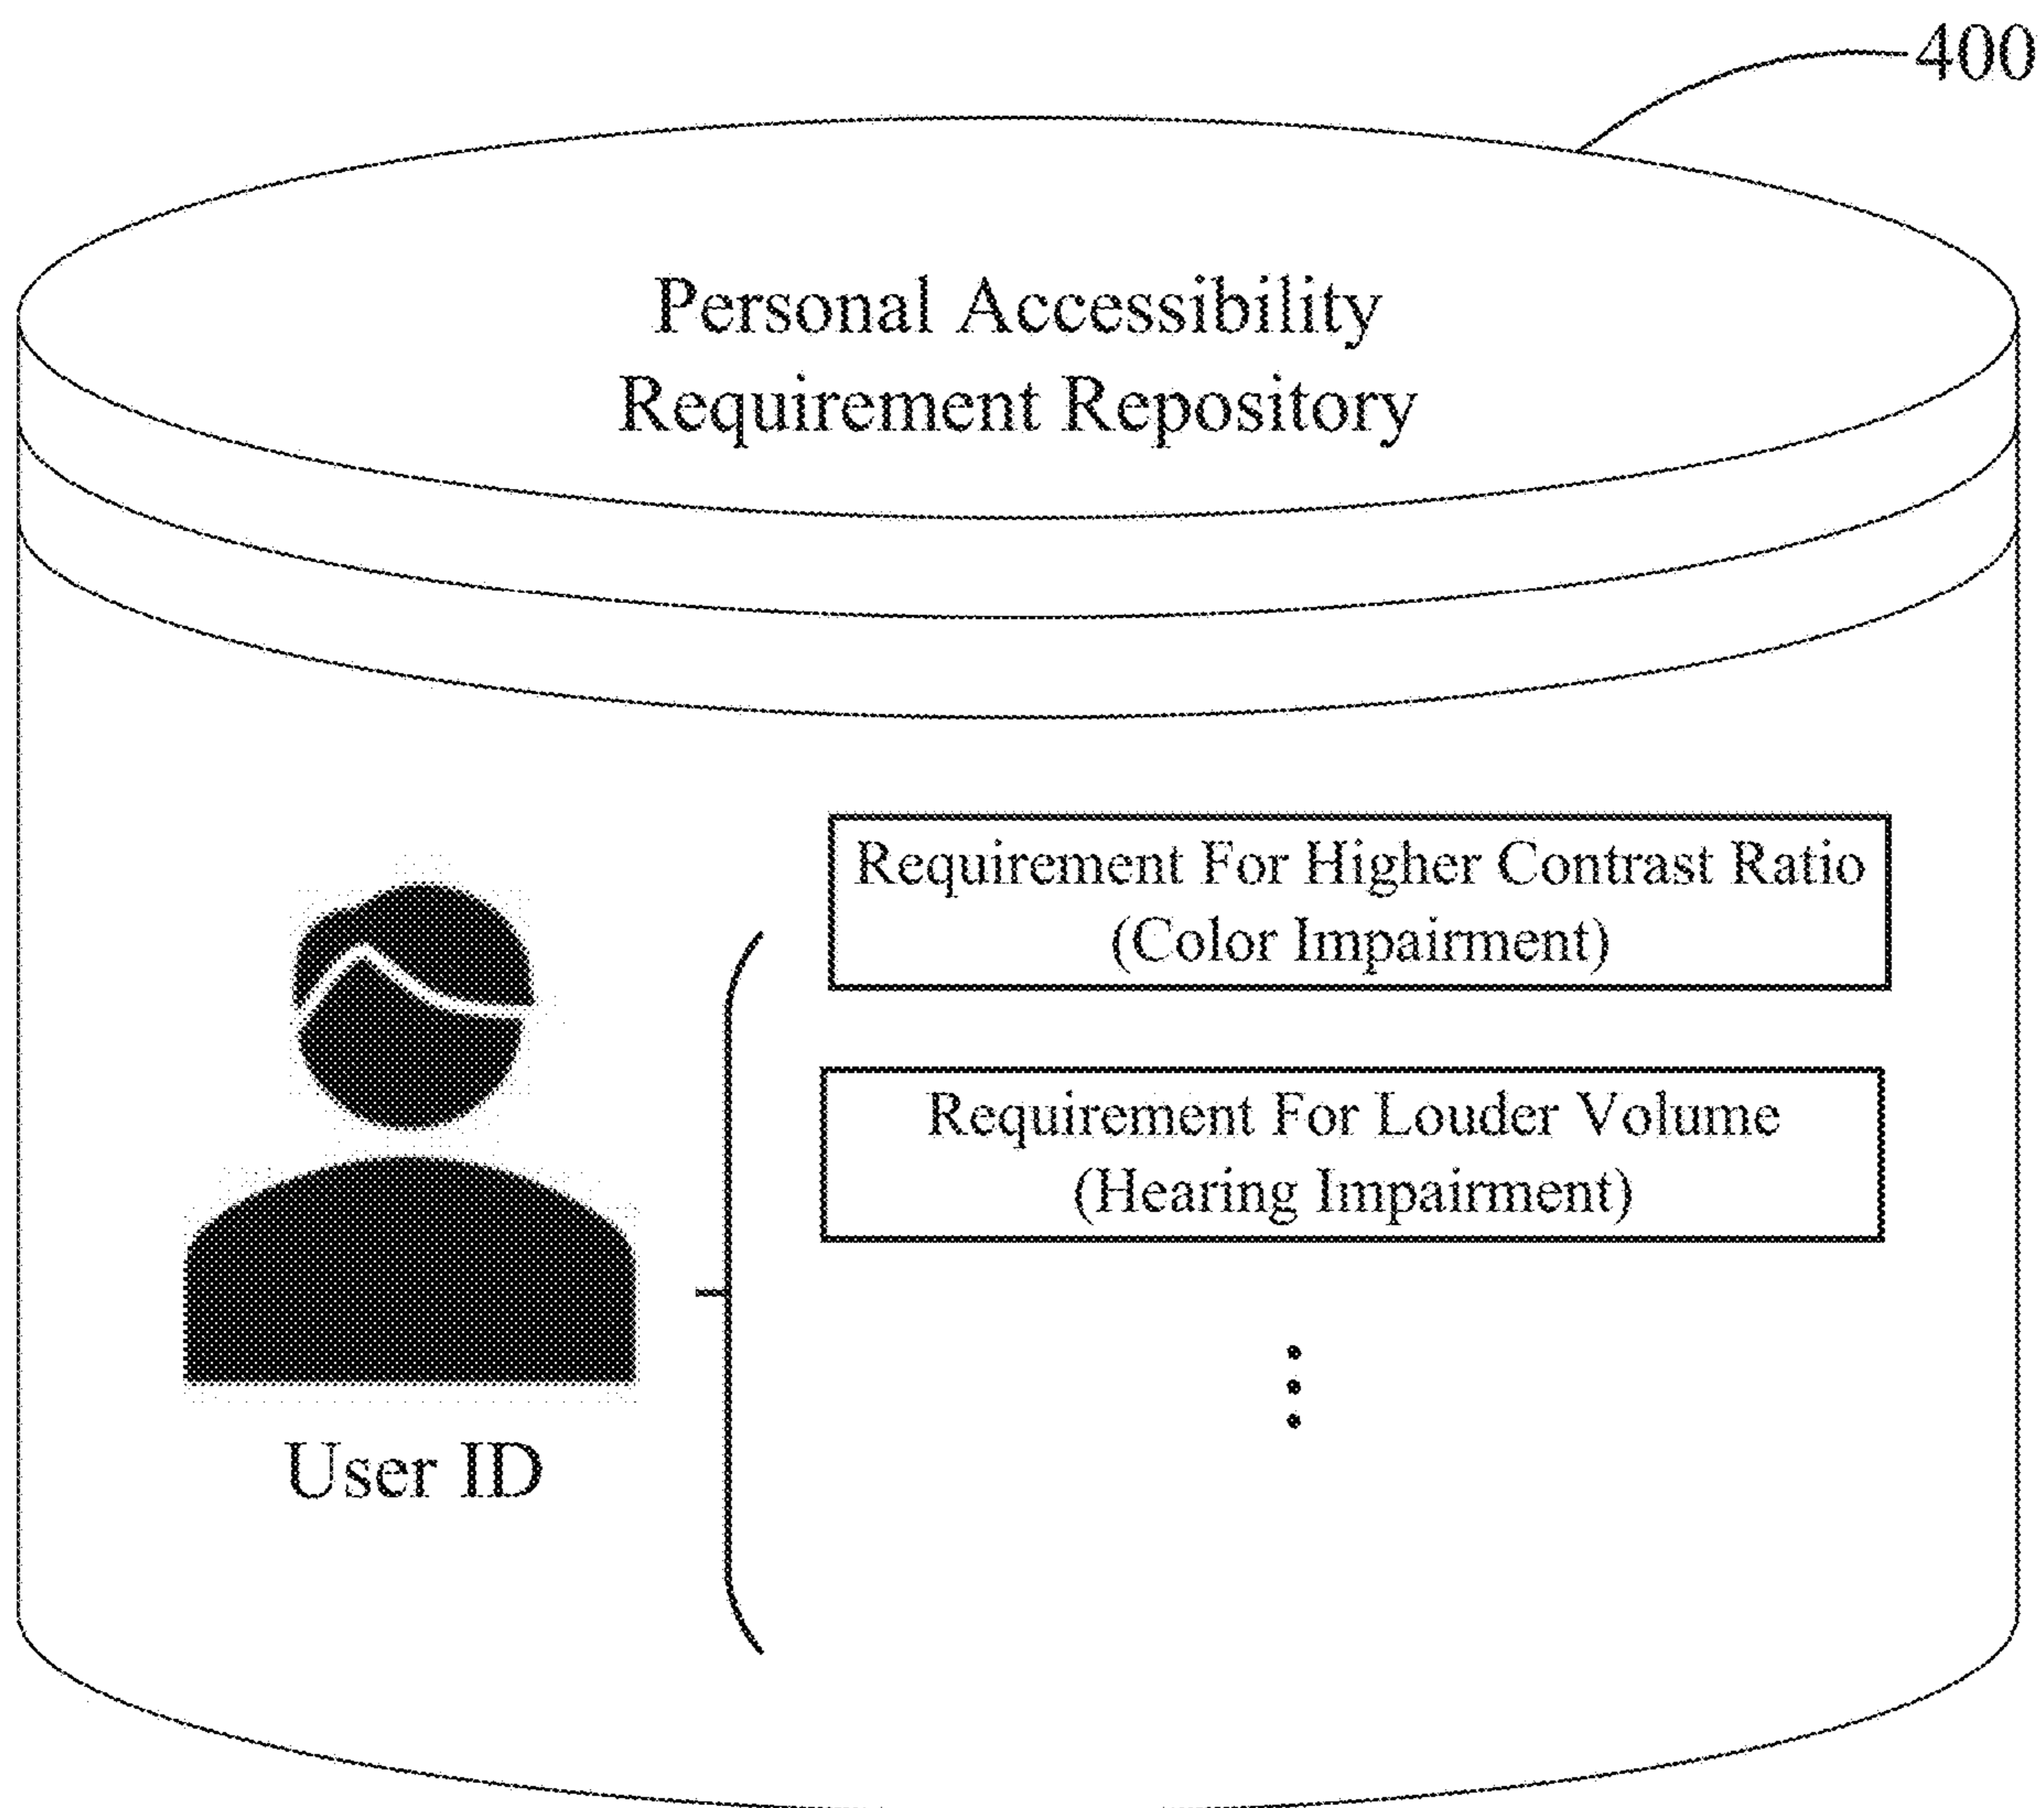 400
Personal Accessibility
Requirement Repository
Requirement For Higher Contrast Ratio
(Color Impairment)
Requirement For Louder Volume
(Hearing Impairment)
User ID